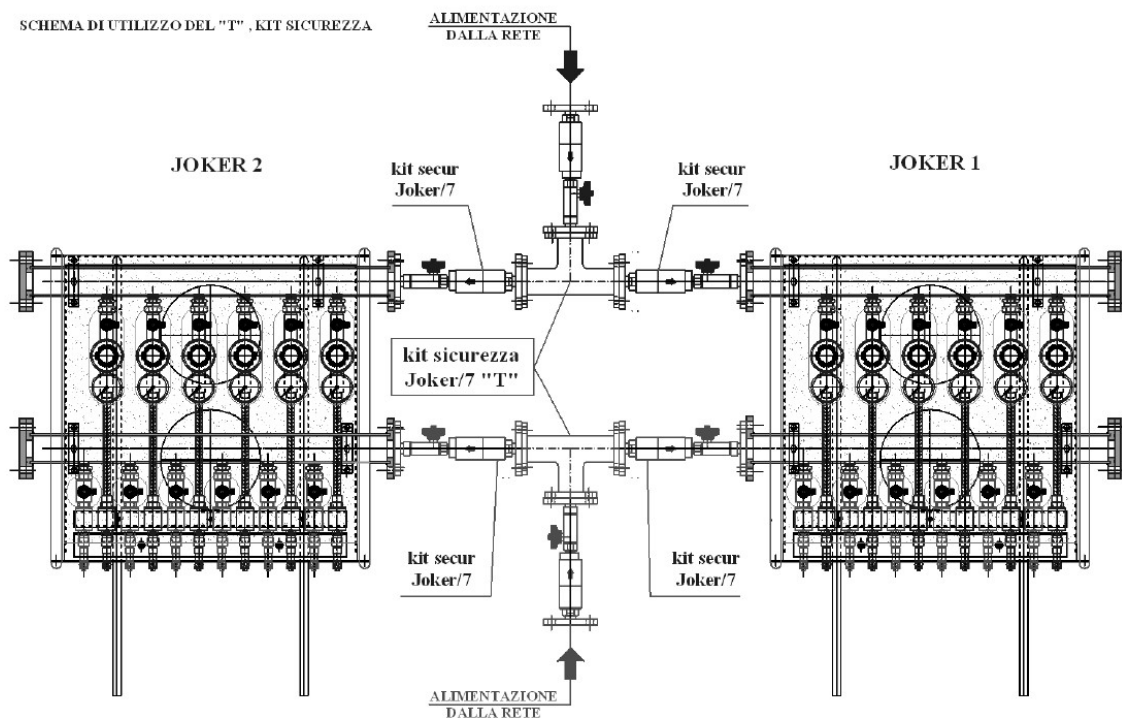 SCHEMA DI UTILIZZO DEL "T" , KIT SICUREZZA
ALIMENTAZIONE
DALLA RETE
JOKER 2
kit secur
Joker/7
kit secur
Joker/7
JOKER 1
kit sicurezza
Joker/7 "T"
kit secur
Joker/7
kit secur
Joker/7
ALIMENTAZIONE
DALLA RETE